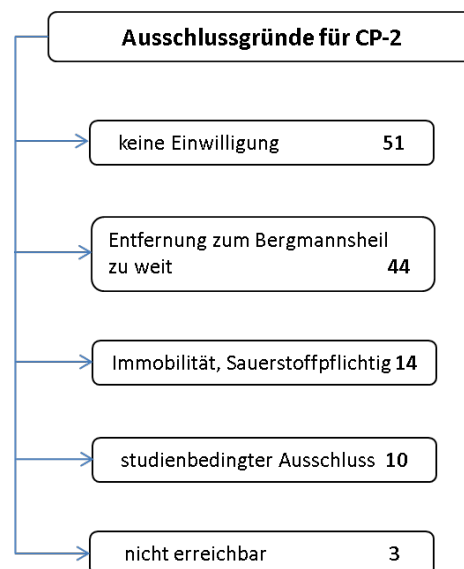 Ausschlussgründe für CP-2
keine Einwilligung 51
Entfernung zum Bergmannsheil
zu weit 44
Immobilität, Sauerstoffpflichtig 14
studienbedingter Ausschluss 10
nicht erreichbar 3